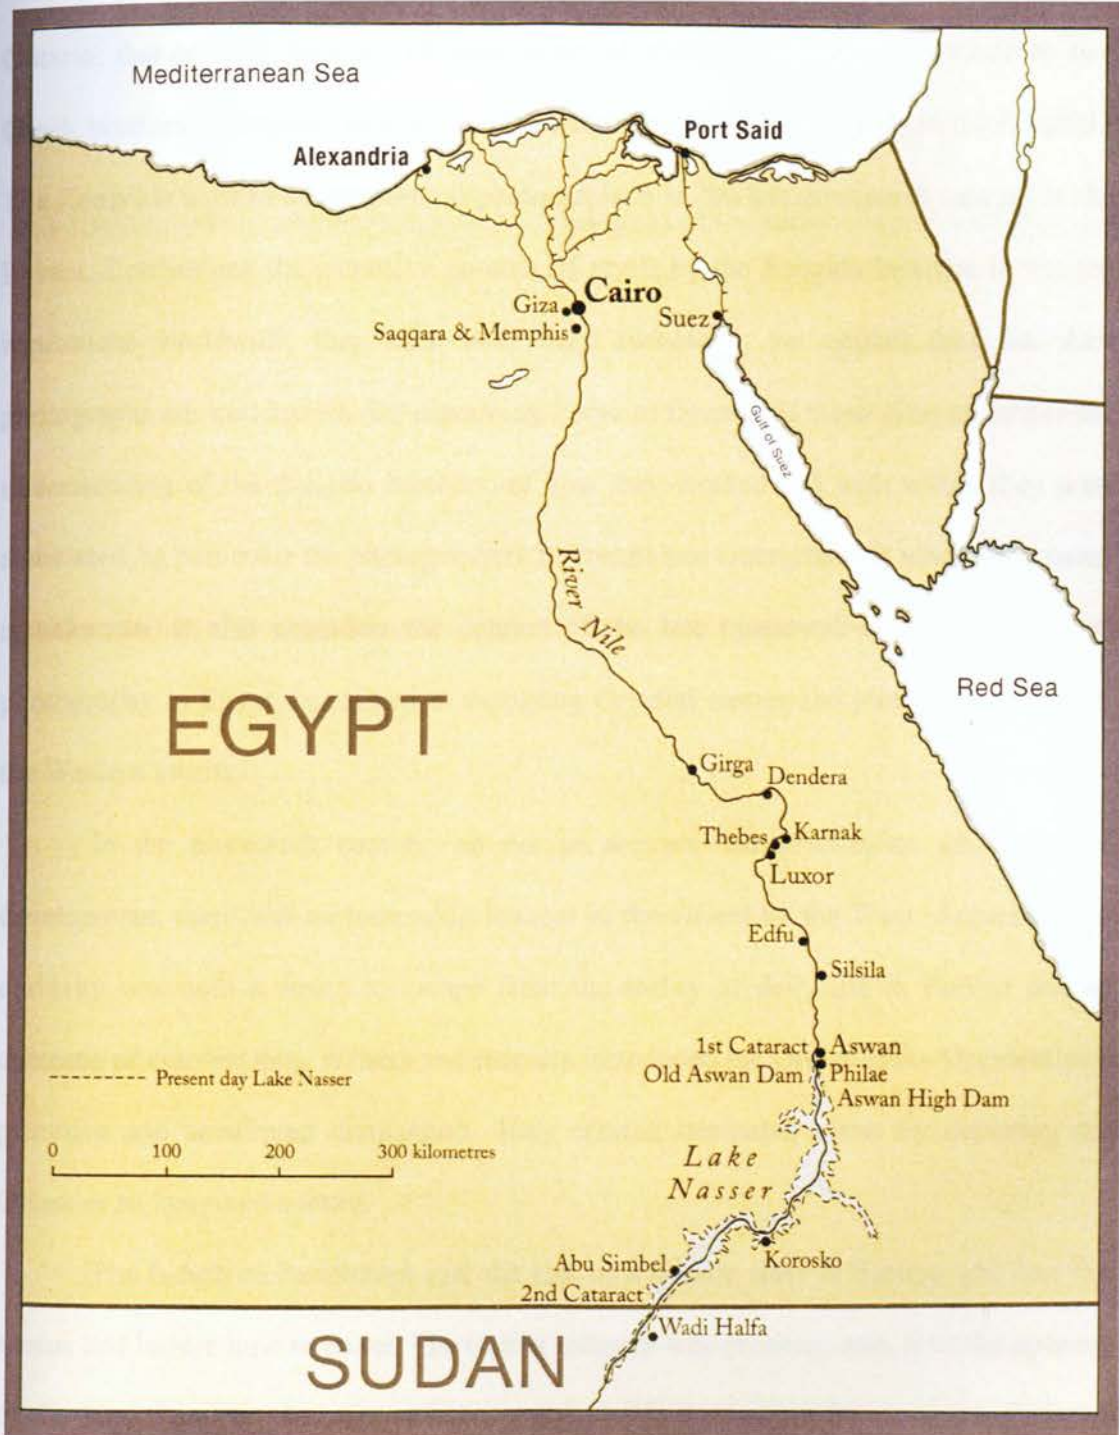 Mediterranean Sea
Port Said
Alexandria
Cairo
Giza
Suez
Saqqara & Memphis
Gulf of Suez
River Nile
Red Sea
EGYPT
Girga
Dendera
Thebes
Karnak
Luxor
Edfu
Silsila
1st Cataract
Aswan
Old Aswan Dam
Philae
Present day Lake Nasser
Aswan High Dam
0 100 200 300 kilometres
Lake
Nasser
Abu Simbel
Korosko
2nd Cataract
Wadi Halfa
SUDAN